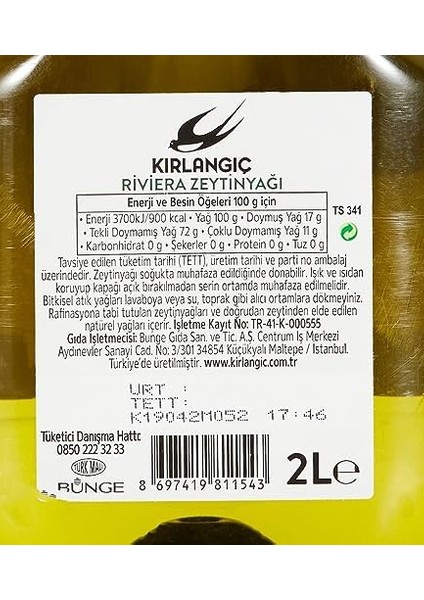 KIRLANGIÇ
RİVİERA ZEYTİNYAĞI
Enerji ve Besin Öğeleri 100 g için
• Enerji 3700kJ/900 kcal • Yağ 100 g • Doymuş Yağ 17 g
• Tekli Doymamış Yağ 72 g • Çoklu Doymamış Yağ 11 g
• Karbonhidrat 0 g • Şekerler 0 g • Protein 0 g • Tuz 0 g
TS 341
Tavsiye edilen tüketim tarihi (TETT), üretim tarihi ve parti no ambalaj
üzerindedir. Zeytinyağı soğukta muhafaza edildiğinde donabilir. Işık ve ısıdan
koruyup kapağı açık bırakılmadan serin ortamda muhafaza edilmelidir.
Bitkisel atık yağları lavaboya veya su, toprak gibi alıcı ortamlara dökmeyiniz.
Rafinasyona tabi tutulan zeytinyağları ve doğrudan zeytinden elde edilen
natürel yağları içerir. İşletme Kayıt No: TR-41-K-000555
Gıda İşletmecisi: Bunge Gıda San. ve Tic. A.Ş. Centrum İş Merkezi
Aydınevler Sanayi Cad. No: 3/301 34854 Küçükyalı Maltepe / İstanbul.
Türkiye'de üretilmiştir. www.kirlangic.com.tr
URT :
TETT:
K19042M052 17:46
Tüketici Danışma Hattı
0850 222 32 33
TÜRK MALI
BUNGE
8 697419 811543
2L e